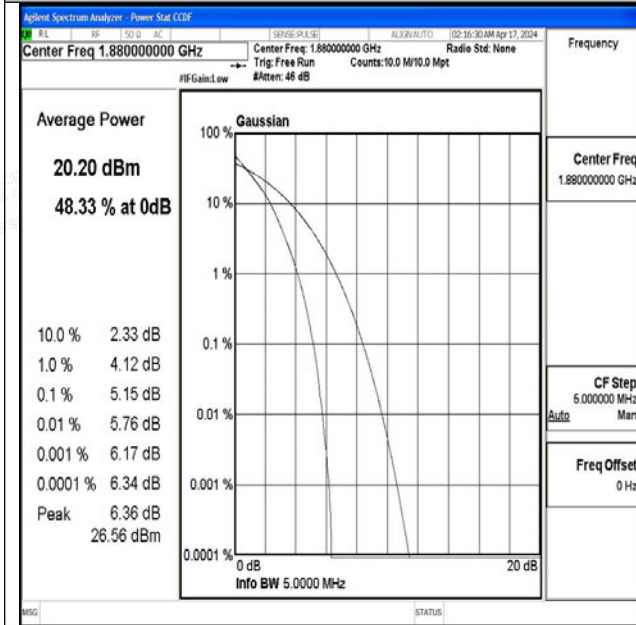 Agilent Spectrum Analyzer - Power Stat CCDF
RL RF 50 Ω AC SENSE:PULSE ALIGNAUTO 02:16:30 AM Apr 17, 2024
Center Freq 1.880000000 GHz
Center Freq: 1.880000000 GHz Radio Std: None
Trig: Free Run Counts:10.0 M/10.0 Mpt
#IFGain:Low #Atten: 46 dB
Frequency
Average Power
20.20 dBm
48.33 % at 0dB
10.0 % 2.33 dB
1.0 % 4.12 dB
0.1 % 5.15 dB
0.01 % 5.76 dB
0.001 % 6.17 dB
0.0001 % 6.34 dB
Peak 6.36 dB
26.56 dBm
Gaussian
100 %
10 %
1 %
0.1 %
0.01 %
0.001 %
0.0001 %
0 dB 20 dB
Info BW 5.0000 MHz
Center Freq
1.880000000 GHz
CF Step
5.000000 MHz
Auto Man
Freq Offset
0 Hz
MSG STATUS